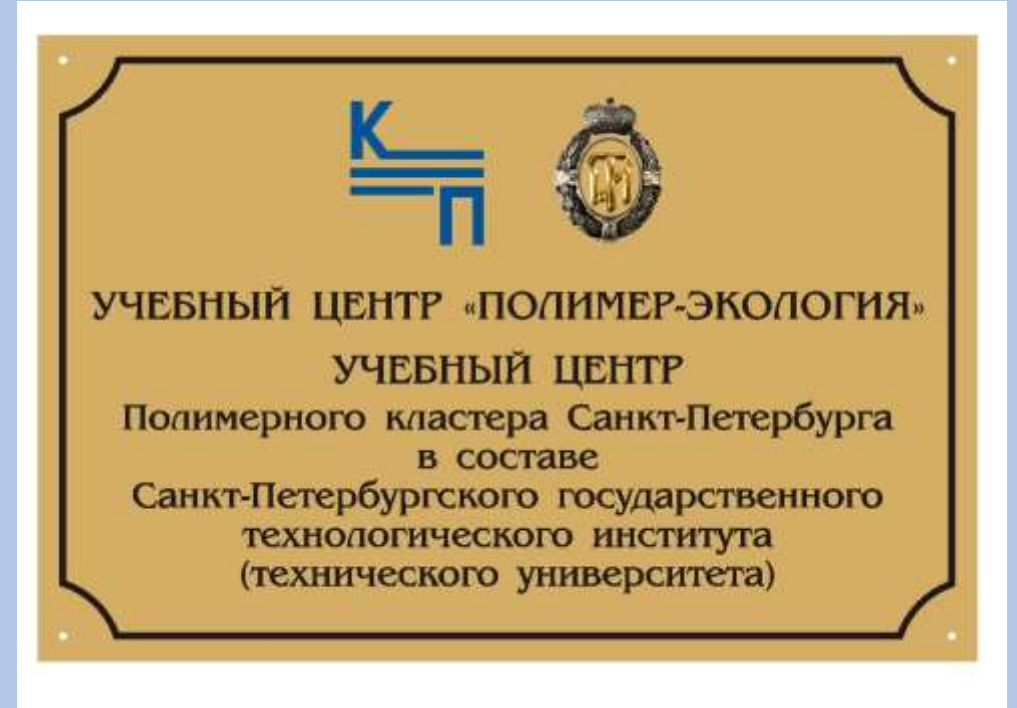 К
П
УЧЕБНЫЙ ЦЕНТР «ПОЛИМЕР-ЭКОЛОГИЯ»
УЧЕБНЫЙ ЦЕНТР
Полимерного кластера Санкт-Петербурга
в составе
Санкт-Петербургского государственного
технологического института
(технического университета)